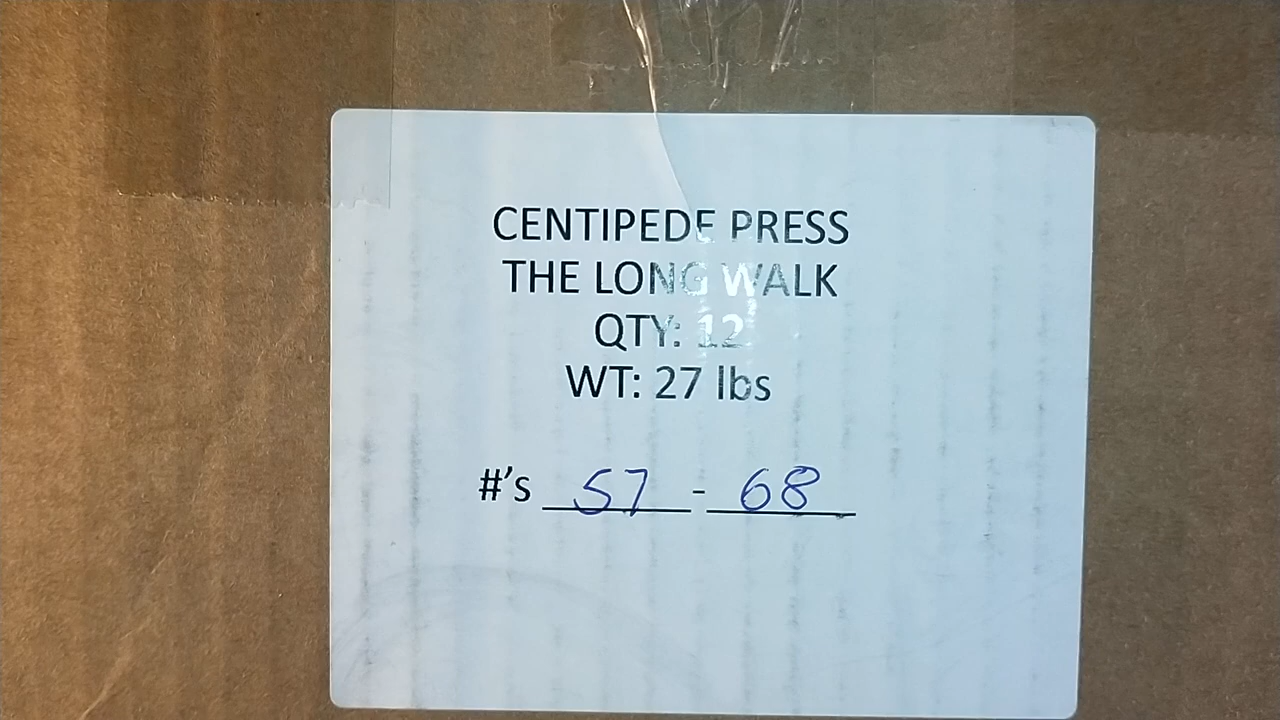 CENTIPEDE PRESS
THE LONG WALK
QTY: 12
WT: 27 lbs
#'s 57 - 68